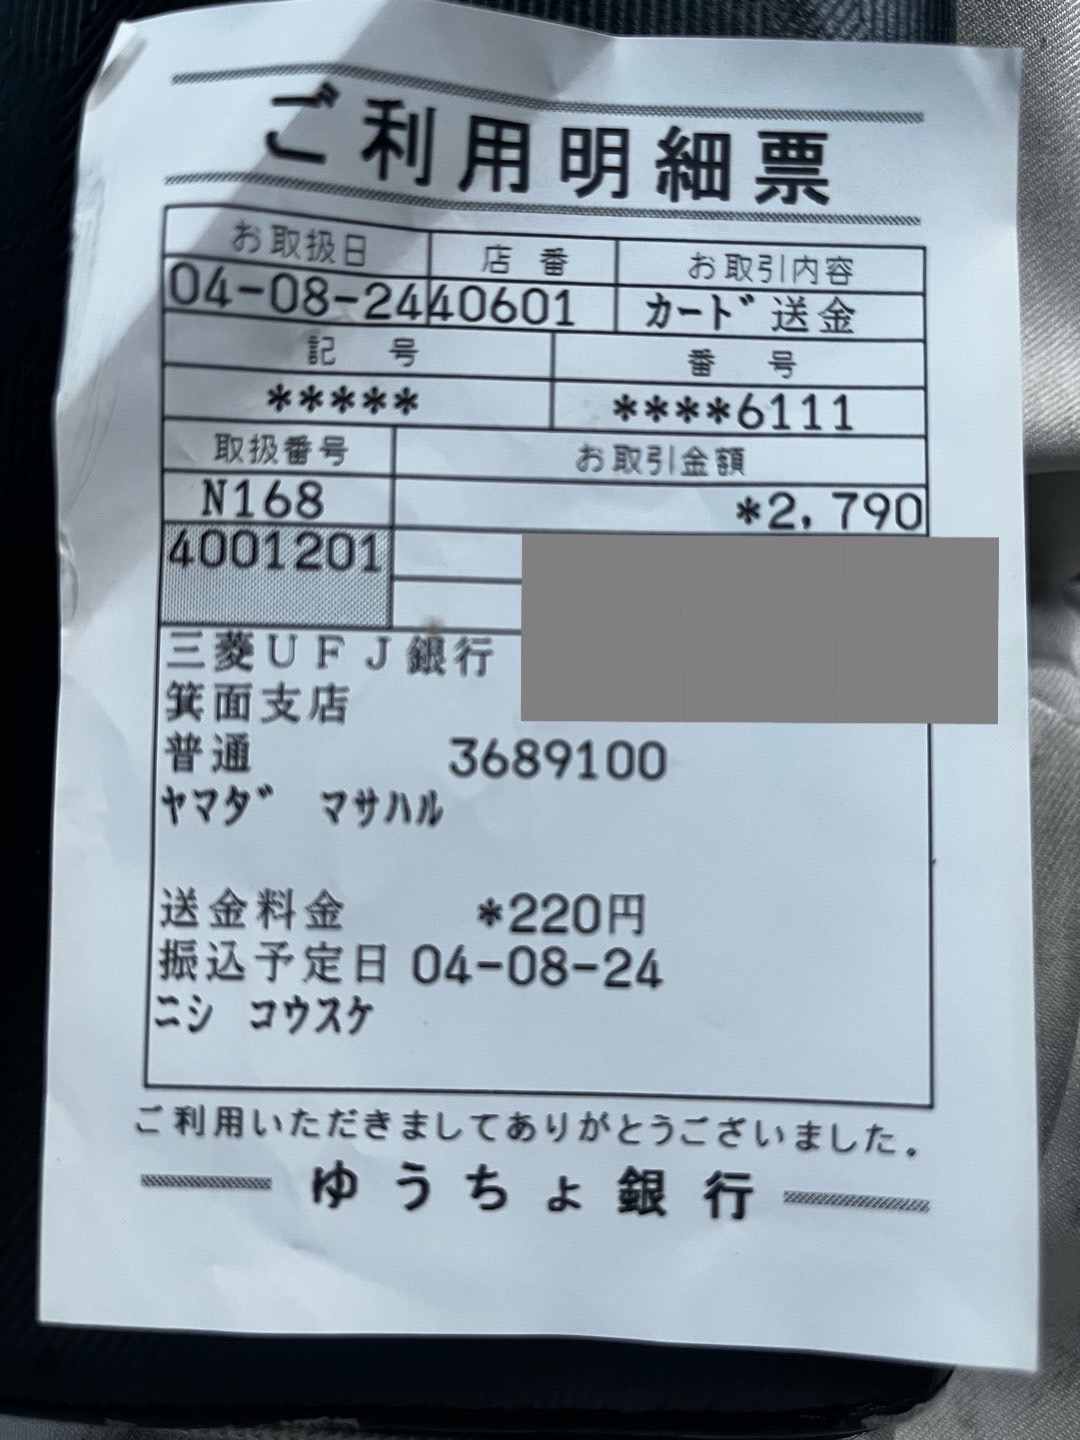 ご利用明細票
お取扱日 店番 お取引内容
04-08-24 40601 カード送金
記号 番号
***** ****6111
取扱番号 お取引金額
N168 *2,790
4001201
三菱UFJ銀行
箕面支店
普通 3689100
ヤマダ マサハル
送金料金 *220円
振込予定日 04-08-24
ニシ コウスケ
ご利用いただきましてありがとうございました。
ゆうちょ銀行